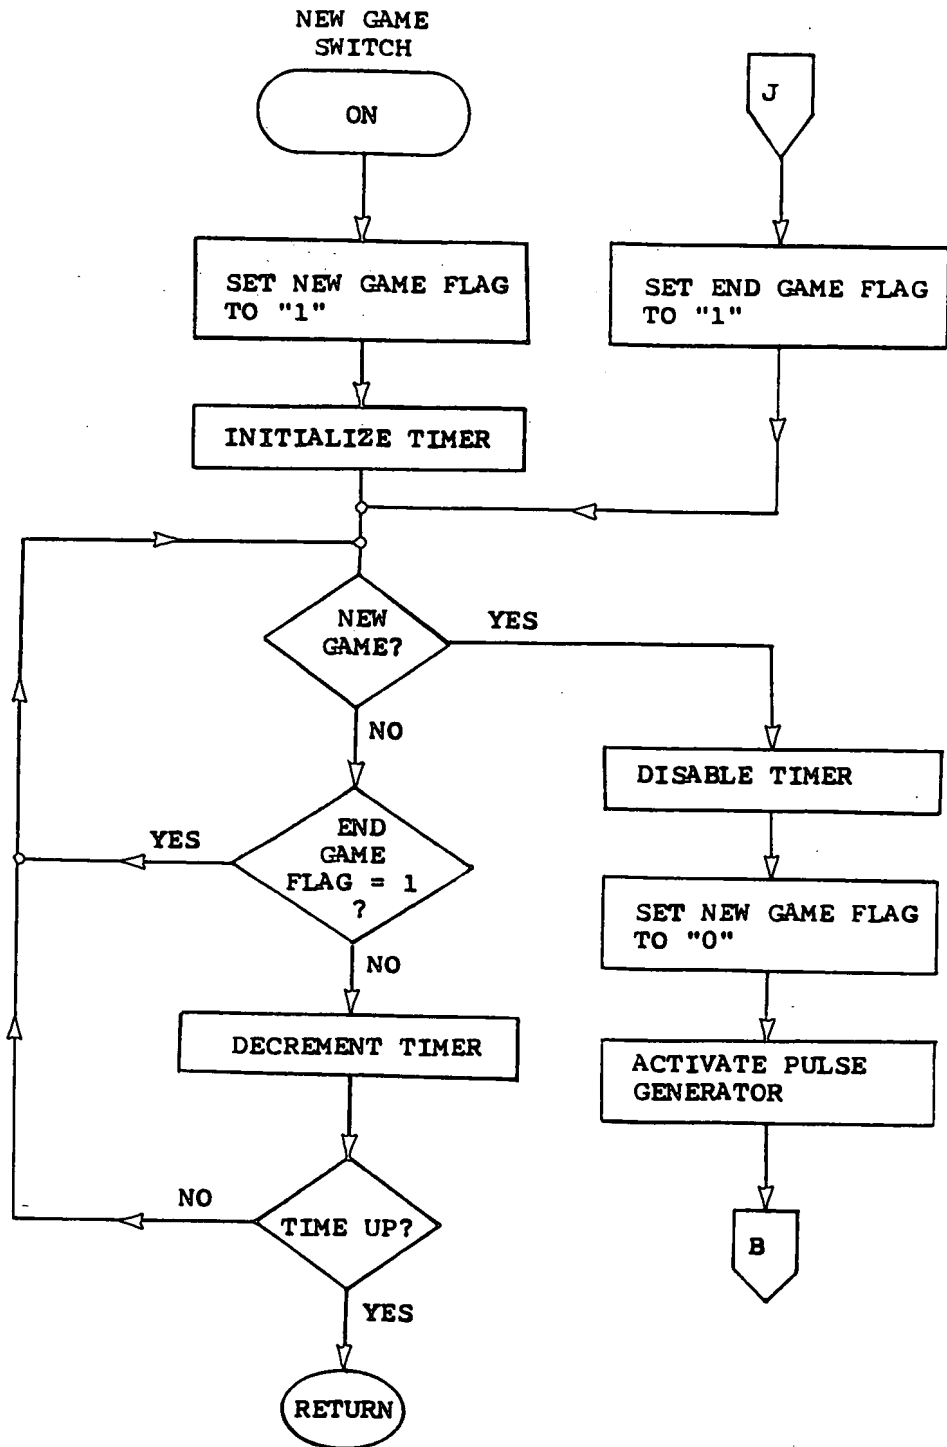 NEW GAME
SWITCH
ON
J
SET NEW GAME FLAG
TO "1"
SET END GAME FLAG
TO "1"
INITIALIZE TIMER
NEW
GAME?
YES
NO
DISABLE TIMER
END
GAME
FLAG = 1
?
YES
NO
SET NEW GAME FLAG
TO "0"
DECREMENT TIMER
ACTIVATE PULSE
GENERATOR
TIME UP?
NO
YES
B
RETURN